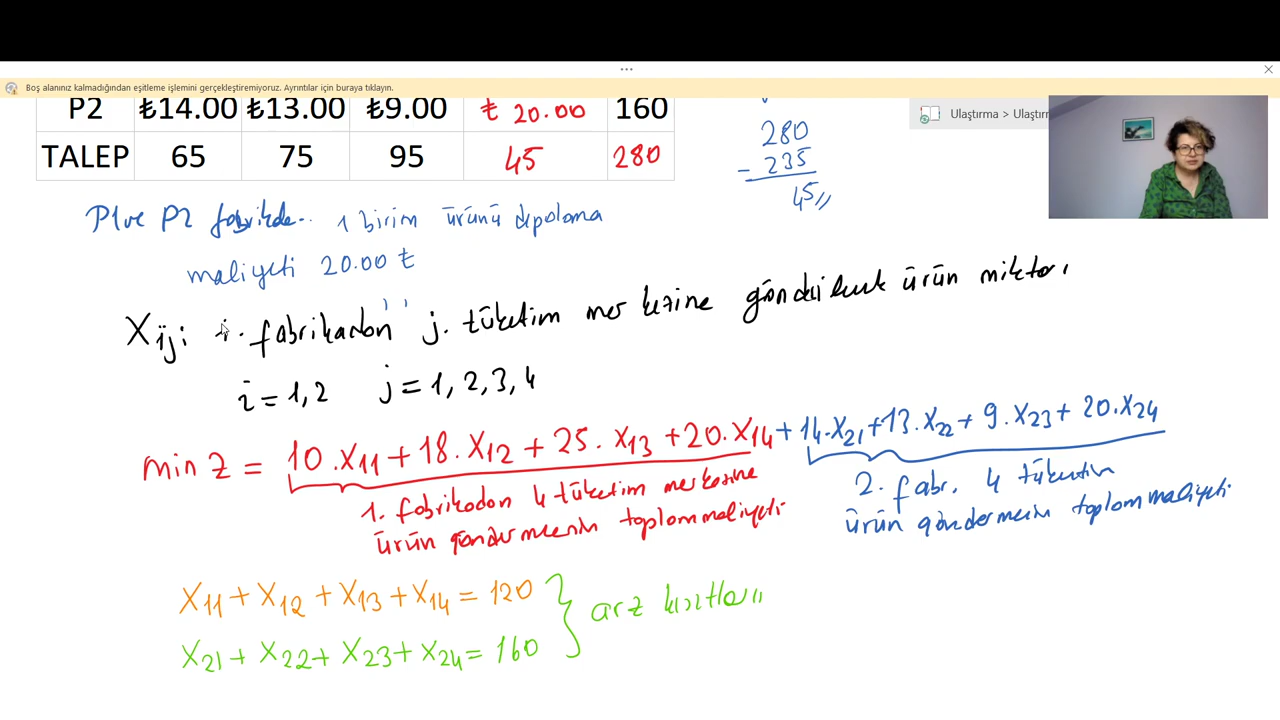 Boş alanınız kalmadığından eşitleme işlemini gerçekleştiremiyoruz. Ayrıntılar için buraya tıklayın.
P2 ₺14.00 ₺13.00 ₺9.00 ₺ 20.00 160
TALEP 65 75 95 45 280
280
- 235
45//
Ulaştırma > Ulaştırm
P1 ve P2 fabrikde.. 1 birim ürünü depolama
maliyeti 20.00 ₺
Xij: i. fabrikadan j. tüketim merkezine gönderilecek ürün miktarı
i = 1, 2 j = 1, 2, 3, 4
min Z = 10.X11 + 18.X12 + 25.X13 + 20.X14 + 14.X21 + 13.X22 + 9.X23 + 20.X24
1. fabrikadan 4 tüketim merkezine
ürün göndermenin toplam maliyeti
2. fabr. 4 tüketim
ürün göndermenin toplam maliyeti
X11 + X12 + X13 + X14 = 120
X21 + X22 + X23 + X24 = 160
arz kısıtları